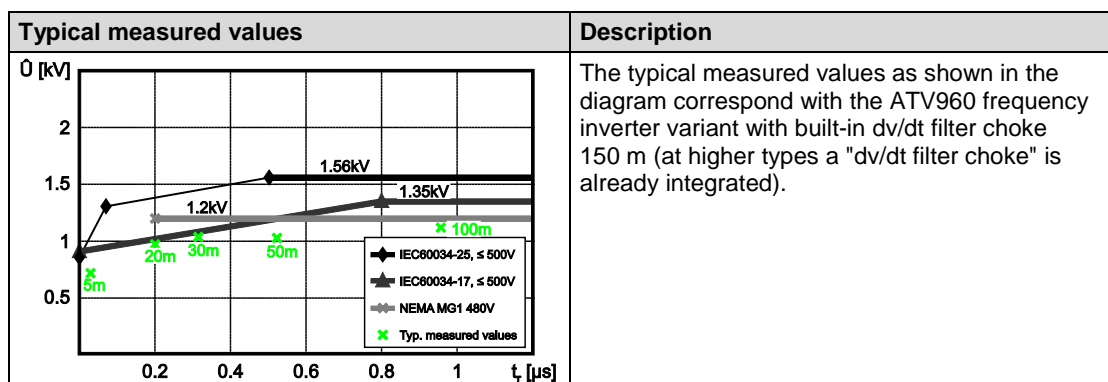 Typical measured values
Description
Û [kV]
2
1.5
1
0.5
1.56kV
1.35kV
1.2kV
5m
20m
30m
50m
100m
IEC60034-25, ≤ 500V
IEC60034-17, ≤ 500V
NEMA MG1 480V
Typ. measured values
0.2
0.4
0.6
0.8
1
tr [µs]
The typical measured values as shown in the
diagram correspond with the ATV960 frequency
inverter variant with built-in dv/dt filter choke
150 m (at higher types a "dv/dt filter choke" is
already integrated).